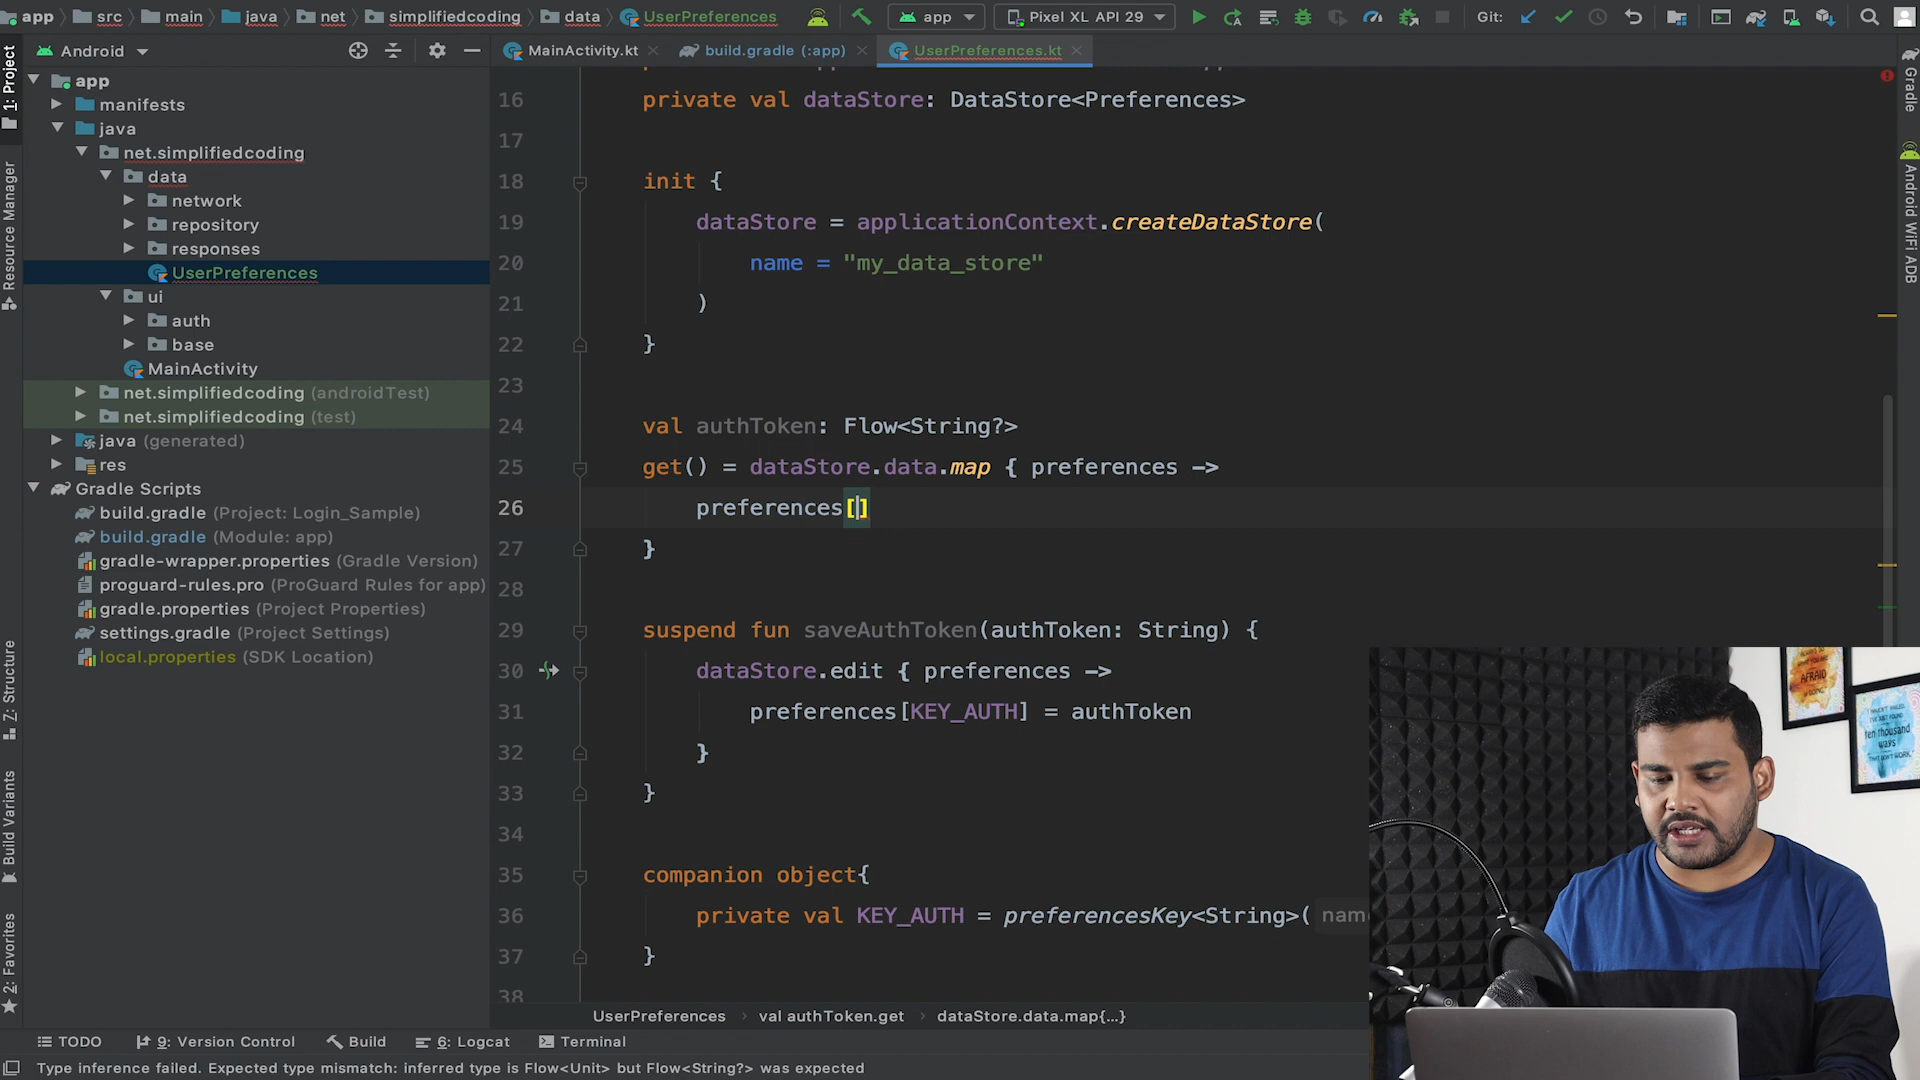 app src main java net simplifiedcoding data UserPreferences app Pixel XL API 29 Git:
Android
MainActivity.kt build.gradle (:app) UserPreferences.kt
1: Project
Resource Manager
Z: Structure
Build Variants
2: Favorites
Gradle
Android WiFi ADB
app
manifests
java
net.simplifiedcoding
data
network
repository
responses
UserPreferences
ui
auth
base
MainActivity
net.simplifiedcoding (androidTest)
net.simplifiedcoding (test)
java (generated)
res
Gradle Scripts
build.gradle (Project: Login_Sample)
build.gradle (Module: app)
gradle-wrapper.properties (Gradle Version)
proguard-rules.pro (ProGuard Rules for app)
gradle.properties (Project Properties)
settings.gradle (Project Settings)
local.properties (SDK Location)
16 private val dataStore: DataStore<Preferences>
17
18 init {
19 dataStore = applicationContext.createDataStore(
20 name = "my_data_store"
21 )
22 }
23
24 val authToken: Flow<String?>
25 get() = dataStore.data.map { preferences ->
26 preferences[]
27 }
28
29 suspend fun saveAuthToken(authToken: String) {
30 dataStore.edit { preferences ->
31 preferences[KEY_AUTH] = authToken
32 }
33 }
34
35 companion object{
36 private val KEY_AUTH = preferencesKey<String>( name
37 }
38
AFRAID
ten thousand
ways
THAT DON'T WORK.
UserPreferences › val authToken.get › dataStore.data.map{...}
TODO 9: Version Control Build 6: Logcat Terminal
Type inference failed. Expected type mismatch: inferred type is Flow<Unit> but Flow<String?> was expected